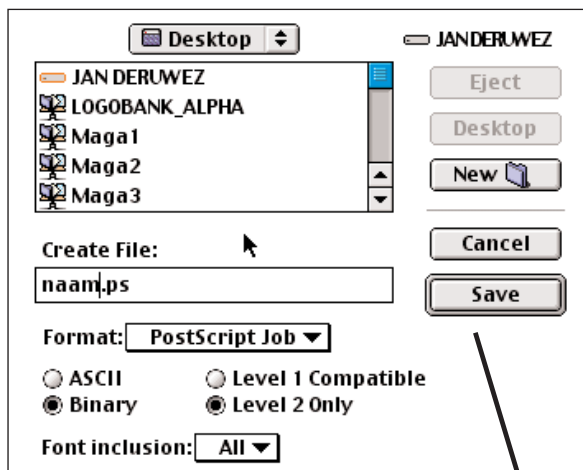 Desktop
JAN DERUWEZ
JAN DERUWEZ
LOGOBANK_ALPHA
Maga1
Maga2
Maga3
Eject
Desktop
New
Create File:
naam.ps
Cancel
Save
Format: PostScript Job
ASCII Level 1 Compatible
Binary Level 2 Only
Font inclusion: All